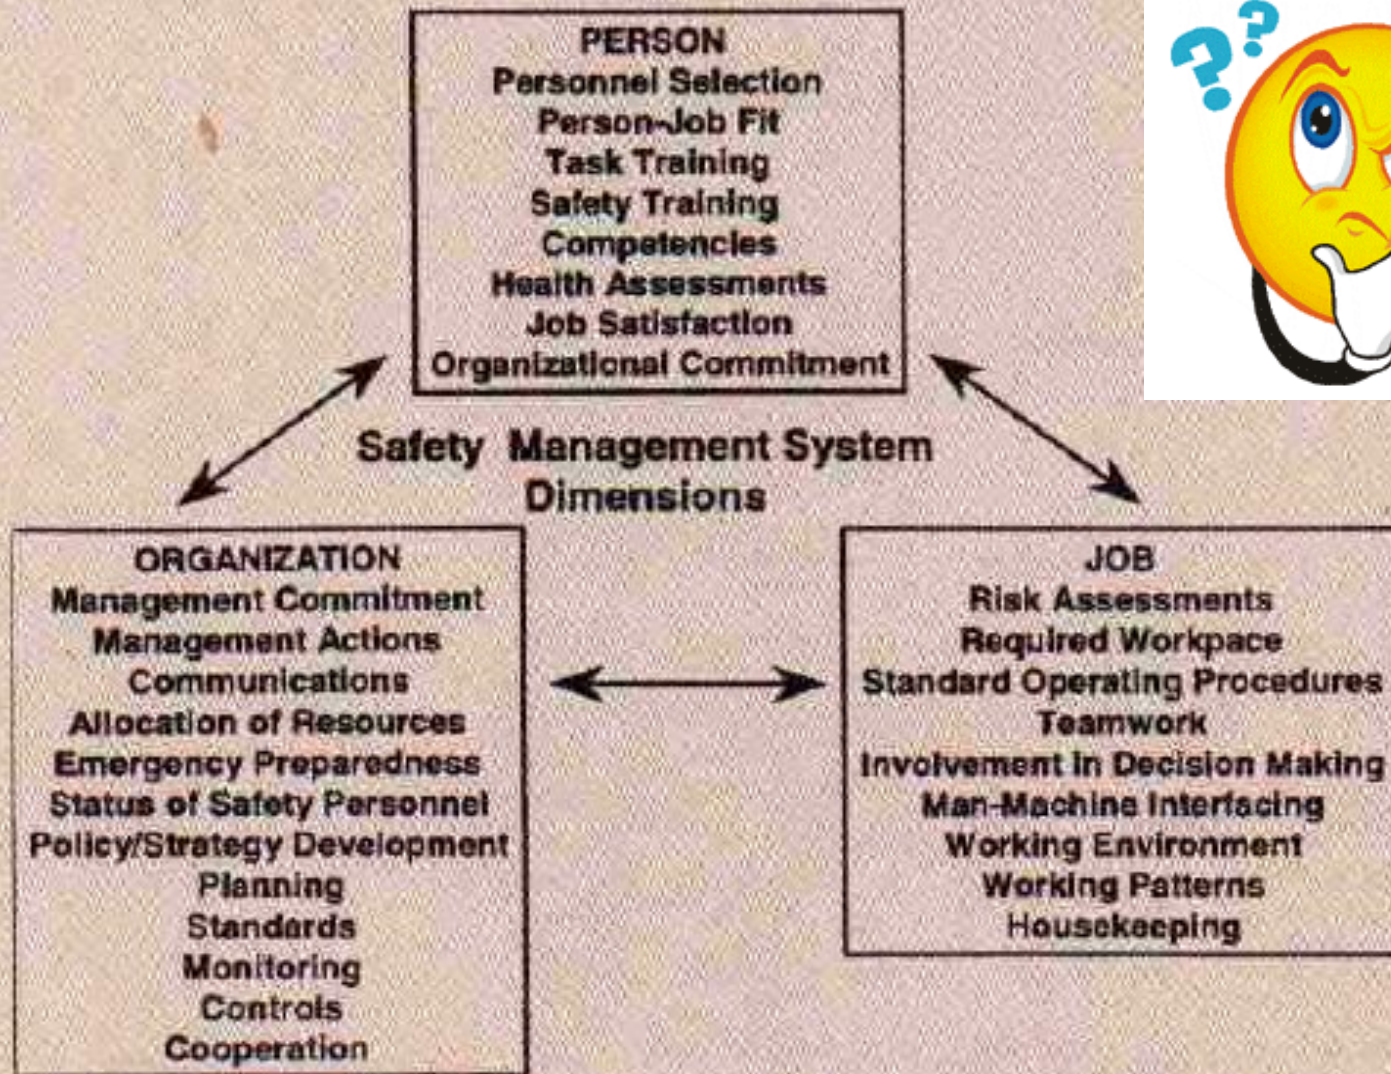 ? ?
PERSON
Personnel Selection
Person-Job Fit
Task Training
Safety Training
Competencies
Health Assessments
Job Satisfaction
Organizational Commitment
Safety Management System
Dimensions
ORGANIZATION
Management Commitment
Management Actions
Communications
Allocation of Resources
Emergency Preparedness
Status of Safety Personnel
Policy/Strategy Development
Planning
Standards
Monitoring
Controls
Cooperation
JOB
Risk Assessments
Required Workpace
Standard Operating Procedures
Teamwork
Involvement in Decision Making
Man-Machine Interfacing
Working Environment
Working Patterns
Housekeeping